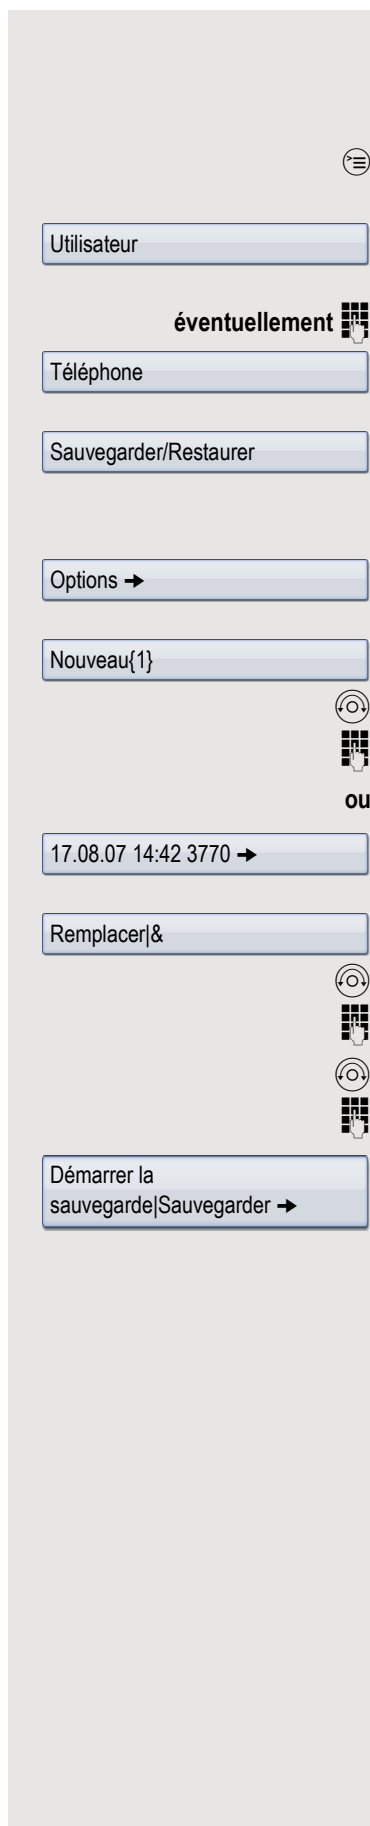 Utilisateur
éventuellement
Téléphone
Sauvegarder/Restaurer
Options →
Nouveau{1}
ou
17.08.07 14:42 3770 →
Remplacer|&
Démarrer la
sauvegarde|Sauvegarder →